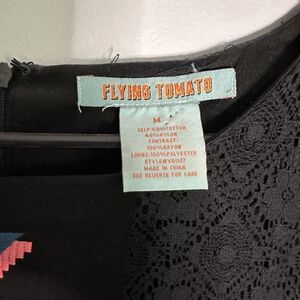 FLYING TOMATO
M
SELF:60%COTTON
40%NYLON
CONTRAST:
100%RAYON
LINING:100%POLYESTER
MADE IN CHINA
SEE REVERSE FOR CARE